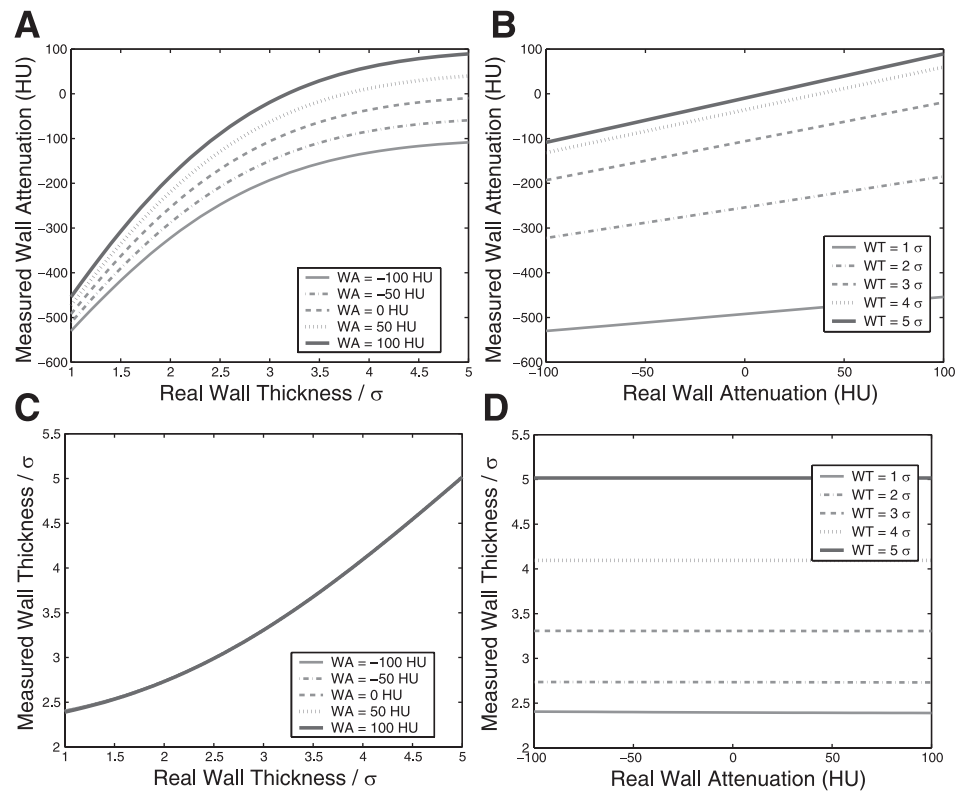 A
Measured Wall Attenuation (HU)
100
0
−100
−200
−300
−400
−500
−600
1 1.5 2 2.5 3 3.5 4 4.5 5
Real Wall Thickness / σ
WA = −100 HU
WA = −50 HU
WA = 0 HU
WA = 50 HU
WA = 100 HU
B
Measured Wall Attenuation (HU)
100
0
−100
−200
−300
−400
−500
−600
−100 −50 0 50 100
Real Wall Attenuation (HU)
WT = 1 σ
WT = 2 σ
WT = 3 σ
WT = 4 σ
WT = 5 σ
C
Measured Wall Thickness / σ
5.5
5
4.5
4
3.5
3
2.5
2
1 1.5 2 2.5 3 3.5 4 4.5 5
Real Wall Thickness / σ
WA = −100 HU
WA = −50 HU
WA = 0 HU
WA = 50 HU
WA = 100 HU
D
Measured Wall Thickness / σ
5.5
5
4.5
4
3.5
3
2.5
2
−100 −50 0 50 100
Real Wall Attenuation (HU)
WT = 1 σ
WT = 2 σ
WT = 3 σ
WT = 4 σ
WT = 5 σ